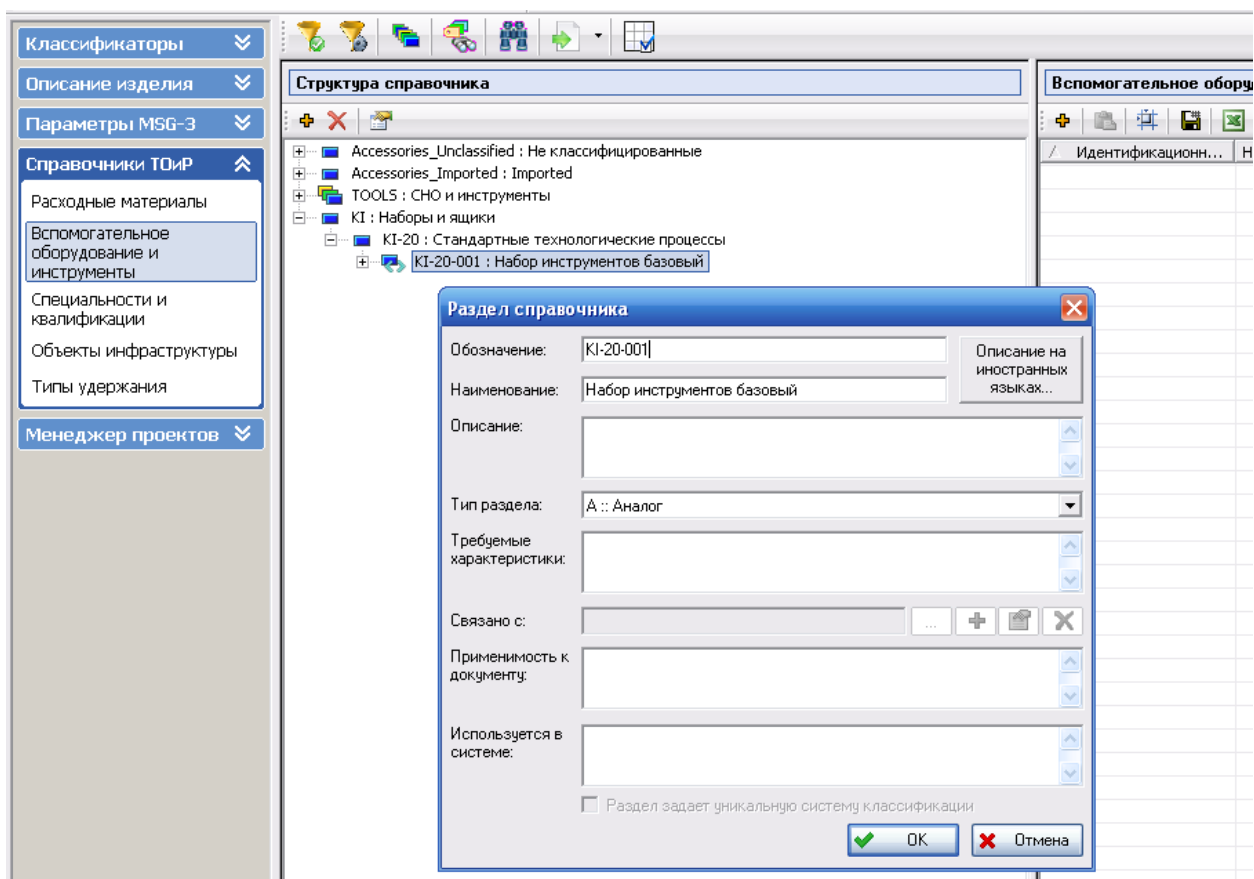 Классификаторы
Описание изделия
Параметры MSG-3
Справочники ТОиР
Расходные материалы
Вспомогательное
оборудование и
инструменты
Специальности и
квалификации
Объекты инфраструктуры
Типы удержания
Менеджер проектов
Структура справочника
Accessories_Unclassified : Не классифицированные
Accessories_Imported : Imported
TOOLS : СНО и инструменты
KI : Наборы и ящики
KI-20 : Стандартные технологические процессы
KI-20-001 : Набор инструментов базовый
Вспомогательное обору
Идентификационн...
Н
Раздел справочника
Обозначение:
KI-20-001
Описание на
иностранных
языках...
Наименование:
Набор инструментов базовый
Описание:
Тип раздела:
А :: Аналог
Требуемые
характеристики:
Связано с:
...
Применимость к
документу:
Используется в
системе:
Раздел задает уникальную систему классификации
OK
Отмена